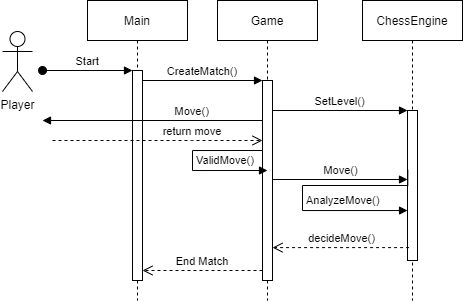 Main
Game
ChessEngine
Start
CreateMatch()
Player
SetLevel()
Move()
return move
ValidMove()
Move()
AnalyzeMove()
decideMove()
End Match